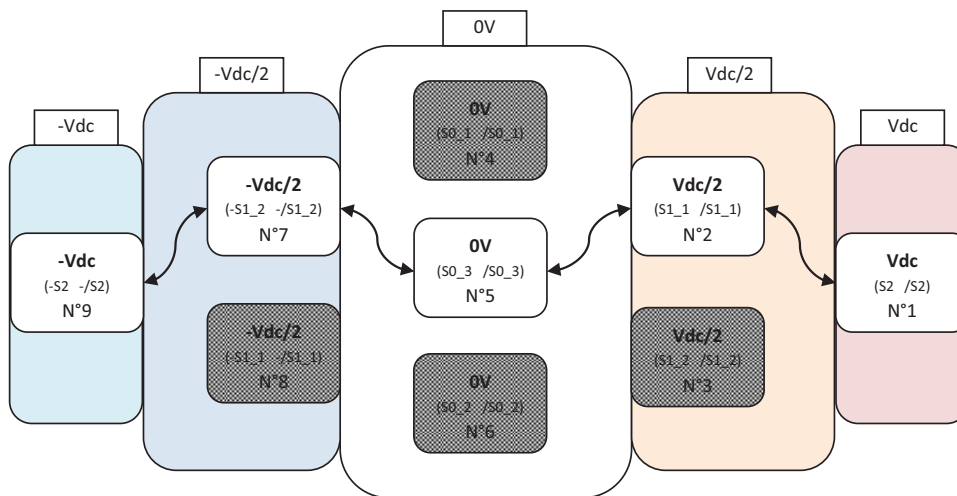 0V
-Vdc/2
Vdc/2
-Vdc
Vdc
0V
(S0_1 /S0_1)
N°4
-Vdc/2
(-S1_2 -/S1_2)
N°7
Vdc/2
(S1_1 /S1_1)
N°2
0V
(S0_3 /S0_3)
N°5
-Vdc
(-S2 -/S2)
N°9
Vdc
(S2 /S2)
N°1
-Vdc/2
(-S1_1 -/S1_1)
N°8
Vdc/2
(S1_2 /S1_2)
N°3
0V
(S0_2 /S0_2)
N°6